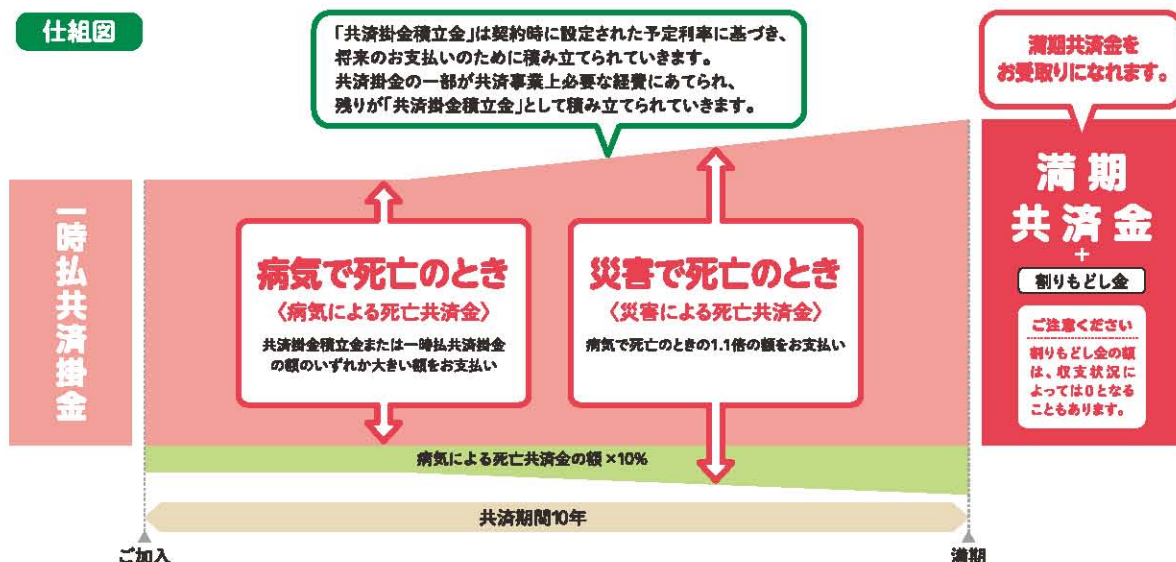 仕組図
「共済掛金積立金」は契約時に設定された予定利率に基づき、
将来のお支払いのために積み立てられていきます。
共済掛金の一部が共済事業上必要な経費にあてられ、
残りが「共済掛金積立金」として積み立てられていきます。
満期共済金を
お受取りになれます。
一時払共済掛金
病気で死亡のとき
〈病気による死亡共済金〉
共済掛金積立金または一時払共済掛金
の額のいずれか大きい額をお支払い
災害で死亡のとき
〈災害による死亡共済金〉
病気で死亡のときの1.1倍の額をお支払い
満期
共済金
+
割りもどし金
ご注意ください
割りもどし金の額
は、収支状況に
よっては0となる
こともあります。
病気による死亡共済金の額×10%
共済期間10年
ご加入
満期